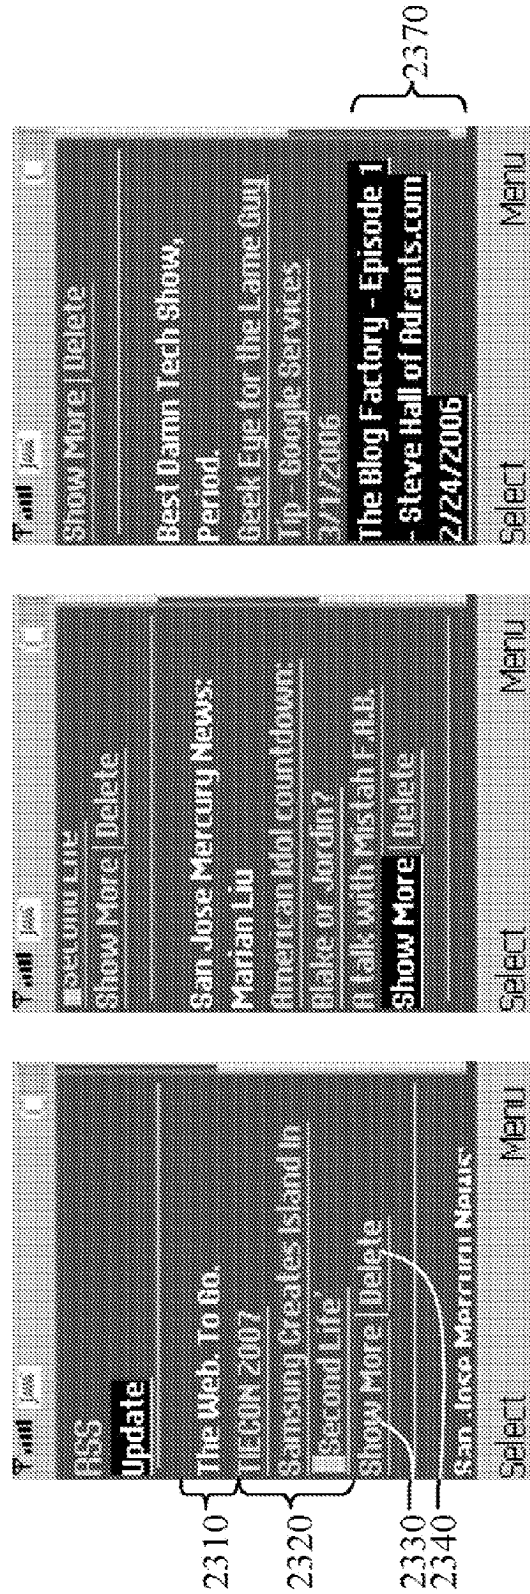 RSS
Update
The Web. To Go.
TIECON 2007
Samsung Creates Island in
'Second Life'
Show More | Delete
San Jose Mercury News:
Select
Menu
2310
2320
2330
2340
Second Life
Show More | Delete
San Jose Mercury News:
Marian Liu
American Idol countdown:
Blake or Jordin?
A talk with Mistah F.A.B.
Show More | Delete
Select
Menu
Show More | Delete
Best Damn Tech Show,
Period.
Geek Eye for the Lame Guy
Tip - Google Services
3/1/2006
The Blog Factory - Episode 1
- Steve Hall of Adrants.com
2/24/2006
Select
Menu
2370